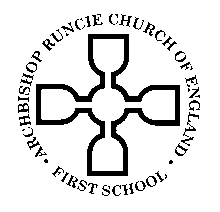 ARCHBISHOP RUNCIE CHURCH OF ENGLAND
• FIRST SCHOOL •